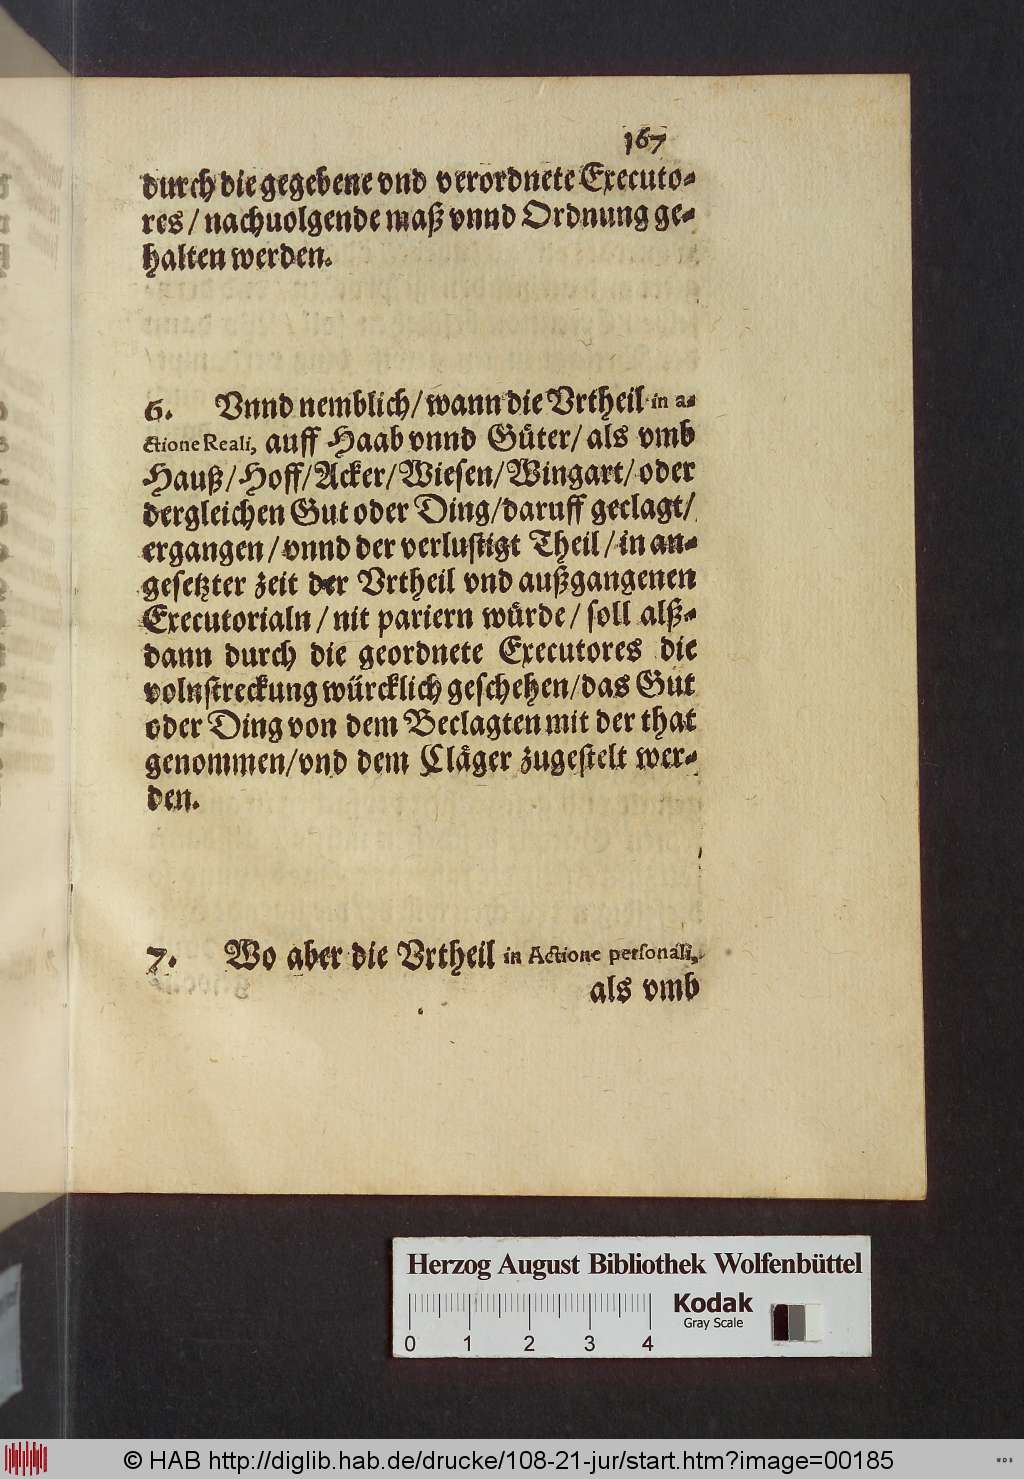 167
durch die gegebene vnd verordnete Executo-
res / nachuolgende maß vnnd Ordnung ge-
halten werden.
6. Vnnd nemblich / wann die Vrtheil in a-
ctione Reali, auff Haab vnnd Gůter / als vmb
Hauß / Hoff / Acker / Wiesen / Wingart / oder
dergleichen Gut oder Ding / daruff geclagt /
ergangen / vnnd der verlustigt Theil / in an-
gesetzter zeit der Vrtheil vnd außgangenen
Executorialn / nit pariern wůrde / soll alß-
dann durch die geordnete Executores die
volnstreckung würcklich geschehen / das Gut
oder Ding von dem Beclagten mit der that
genommen / vnd dem Clåger zugestelt wer-
den.
7. Wo aber die Vrtheil in Actione personali,
als vmb
Herzog August Bibliothek Wolfenbüttel
Kodak
Gray Scale
0 1 2 3 4
© HAB http://diglib.hab.de/drucke/108-21-jur/start.htm?image=00185